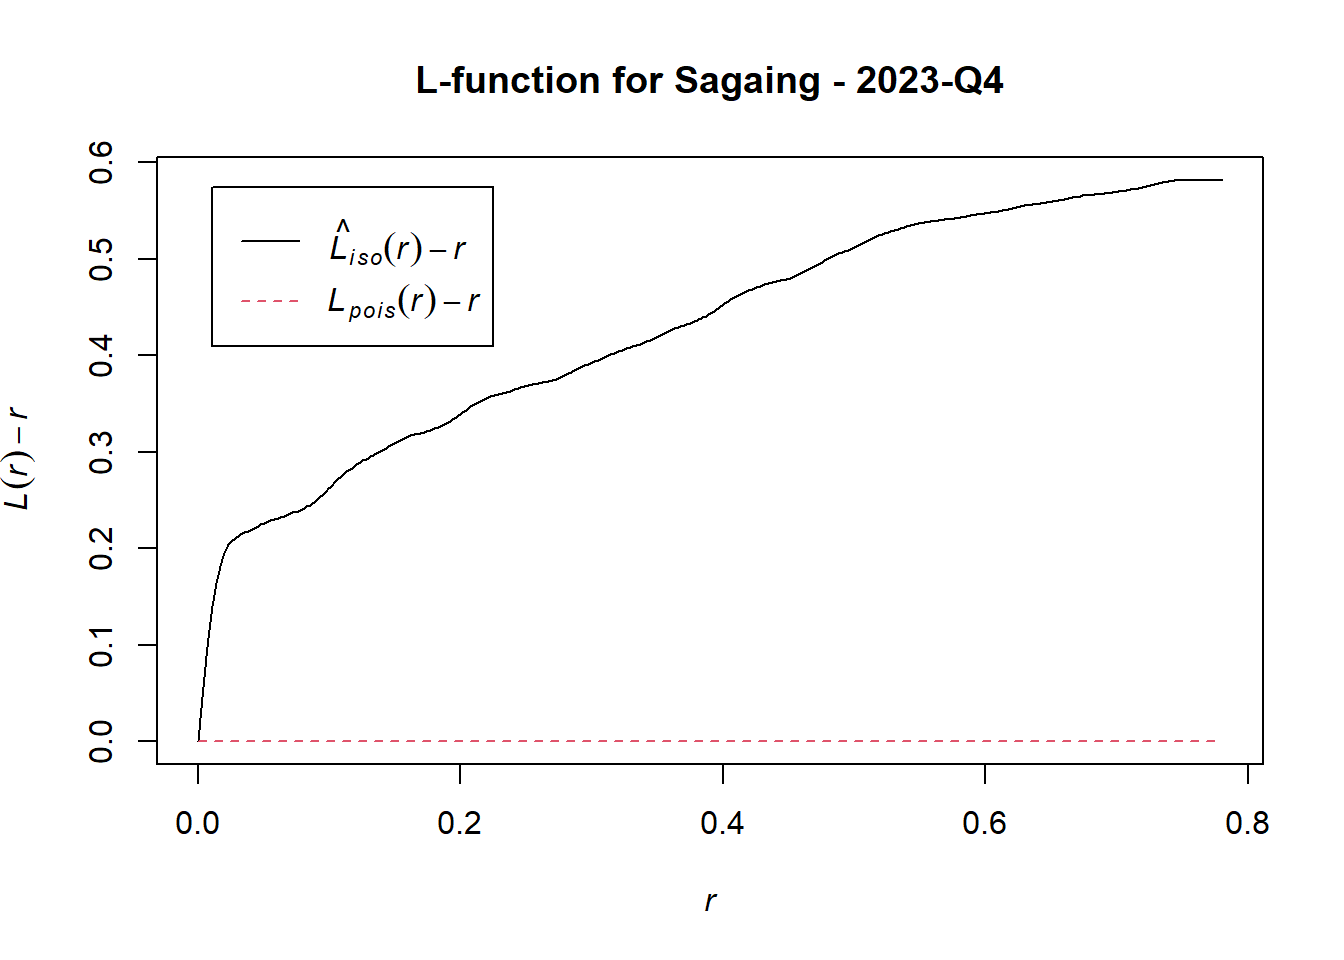 L-function for Sagaing - 2023-Q4
L̂iso(r) − r
Lpois(r) − r
L(r) − r
0.6
0.5
0.4
0.3
0.2
0.1
0.0
0.0 0.2 0.4 0.6 0.8
r